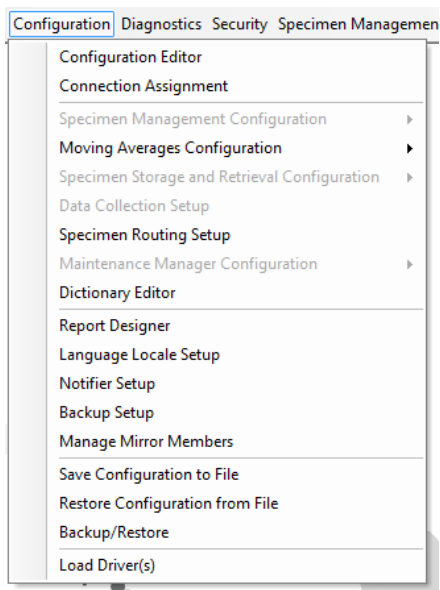 Configuration Diagnostics Security Specimen Managemen
Configuration Editor
Connection Assignment
Specimen Management Configuration
Moving Averages Configuration
Specimen Storage and Retrieval Configuration
Data Collection Setup
Specimen Routing Setup
Maintenance Manager Configuration
Dictionary Editor
Report Designer
Language Locale Setup
Notifier Setup
Backup Setup
Manage Mirror Members
Save Configuration to File
Restore Configuration from File
Backup/Restore
Load Driver(s)